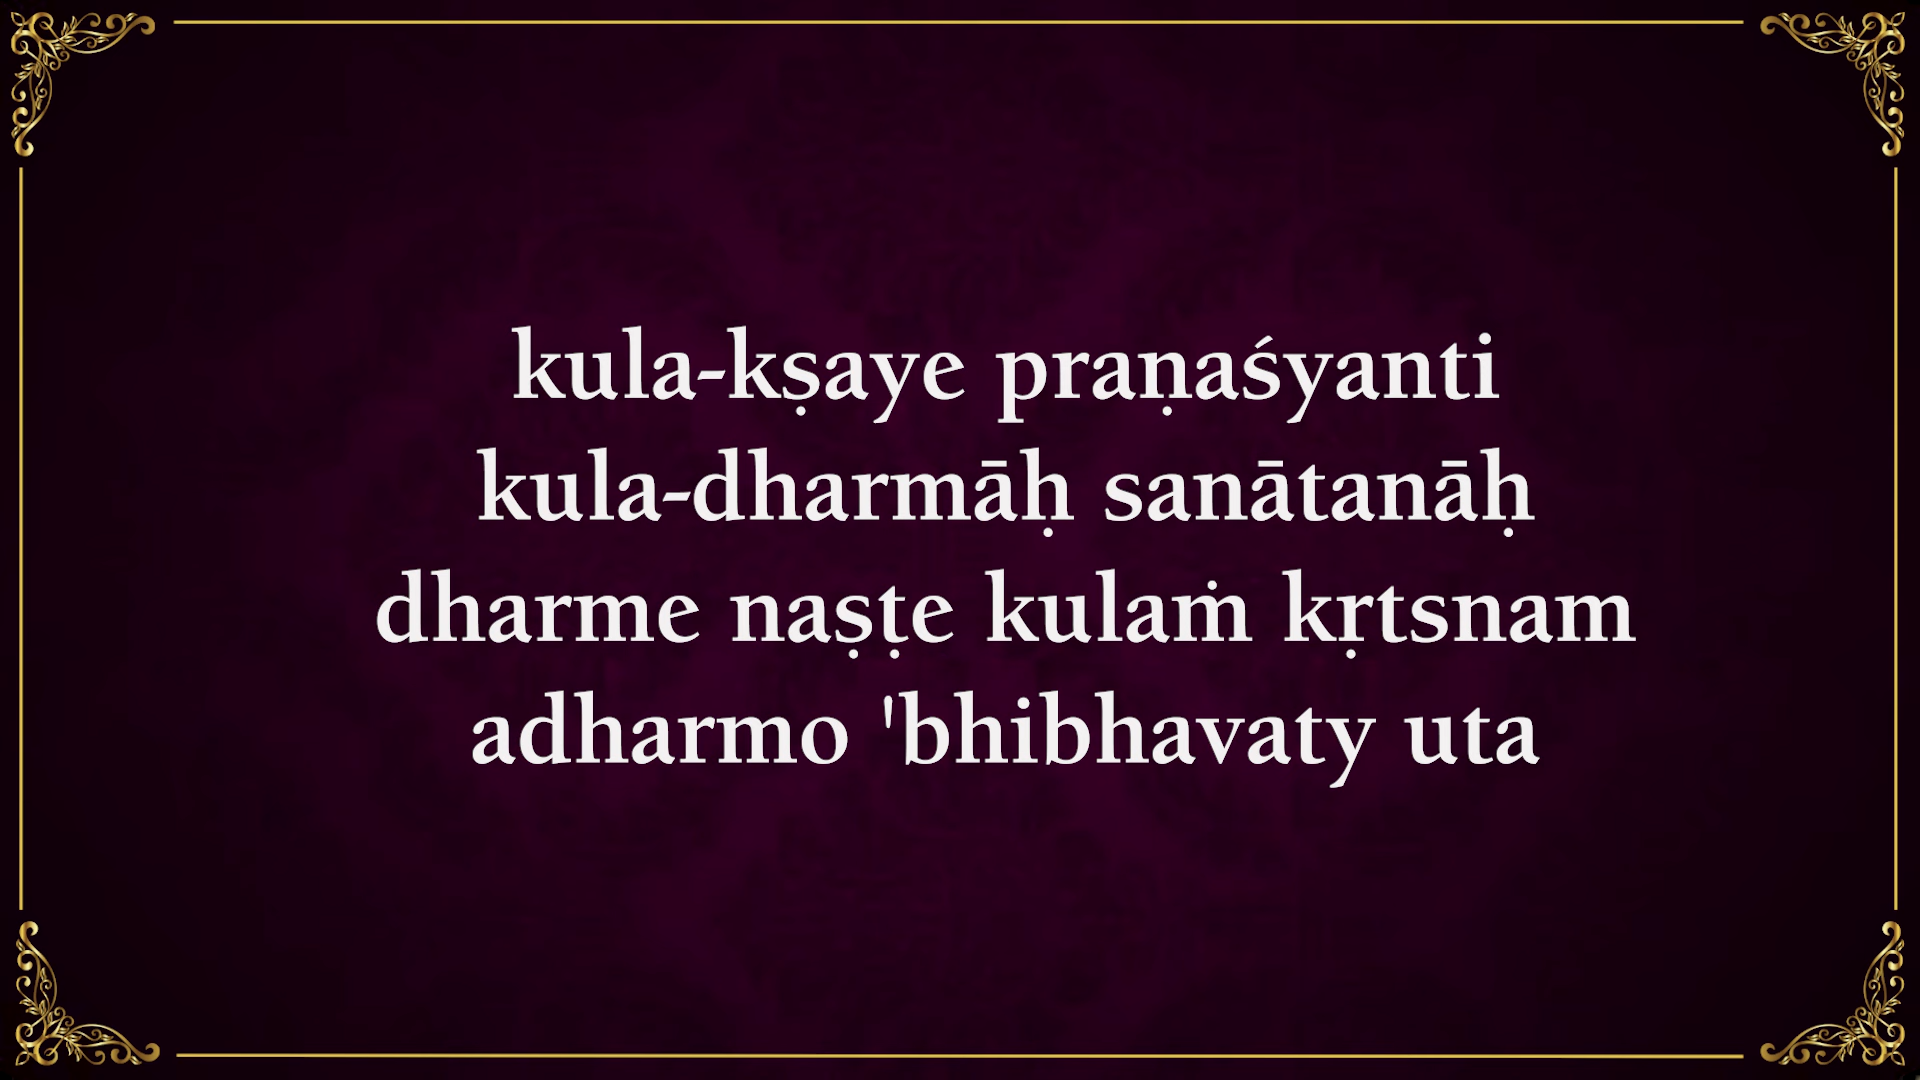 kula-kṣaye praṇaśyanti
kula-dharmāḥ sanātanāḥ
dharme naṣṭe kulaṁ kṛtsnam
adharmo 'bhibhavaty uta